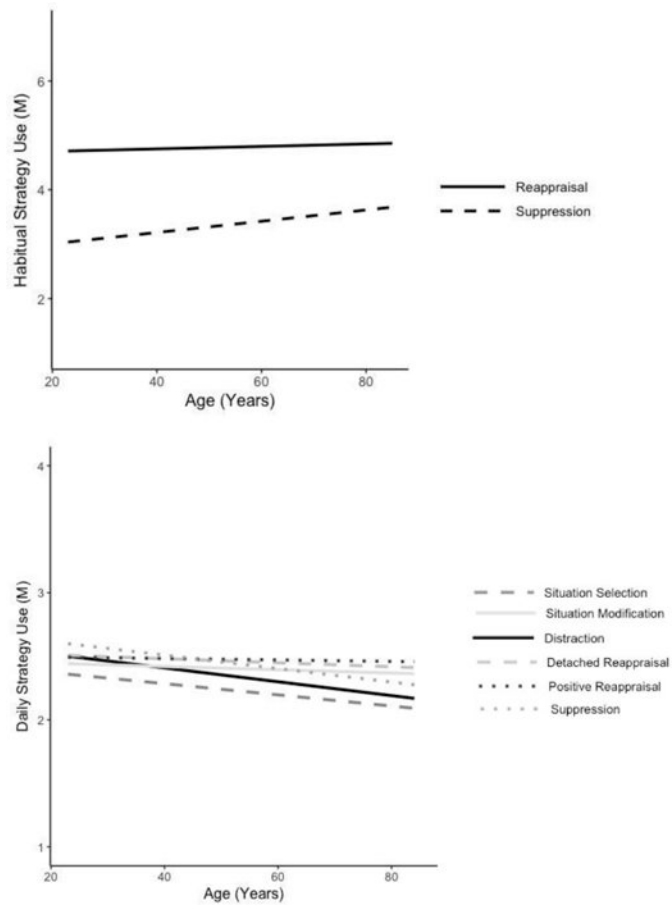 Habitual Strategy Use (M)
6
4
2
20 40 60 80
Age (Years)
Reappraisal
Suppression
Daily Strategy Use (M)
4
3
2
1
20 40 60 80
Age (Years)
Situation Selection
Situation Modification
Distraction
Detached Reappraisal
Positive Reappraisal
Suppression